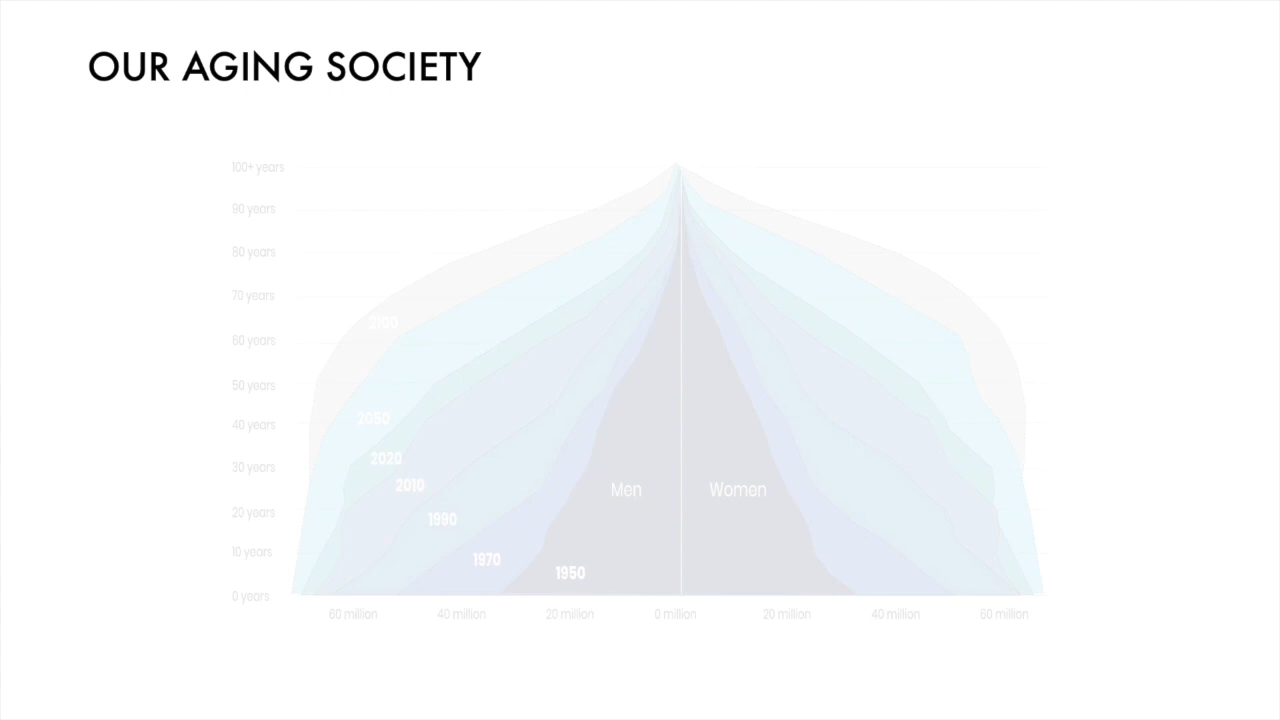 OUR AGING SOCIETY
100+ years
90 years
80 years
70 years
2100
60 years
50 years
2050
40 years
2020
30 years
2010
Men
Women
20 years
1990
10 years
1970
1950
0 years
60 million
40 million
20 million
0 million
20 million
40 million
60 million